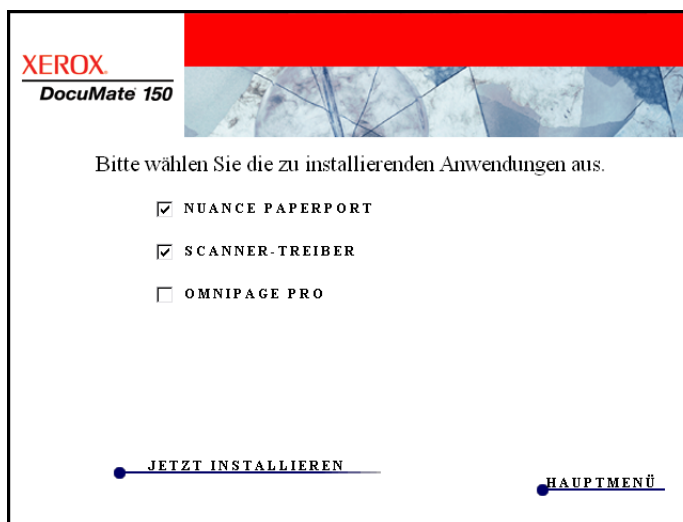 XEROX.
DocuMate 150
Bitte wählen Sie die zu installierenden Anwendungen aus.
NUANCE PAPERPORT
SCANNER-TREIBER
OMNIPAGE PRO
JETZT INSTALLIEREN
HAUPTMENÜ